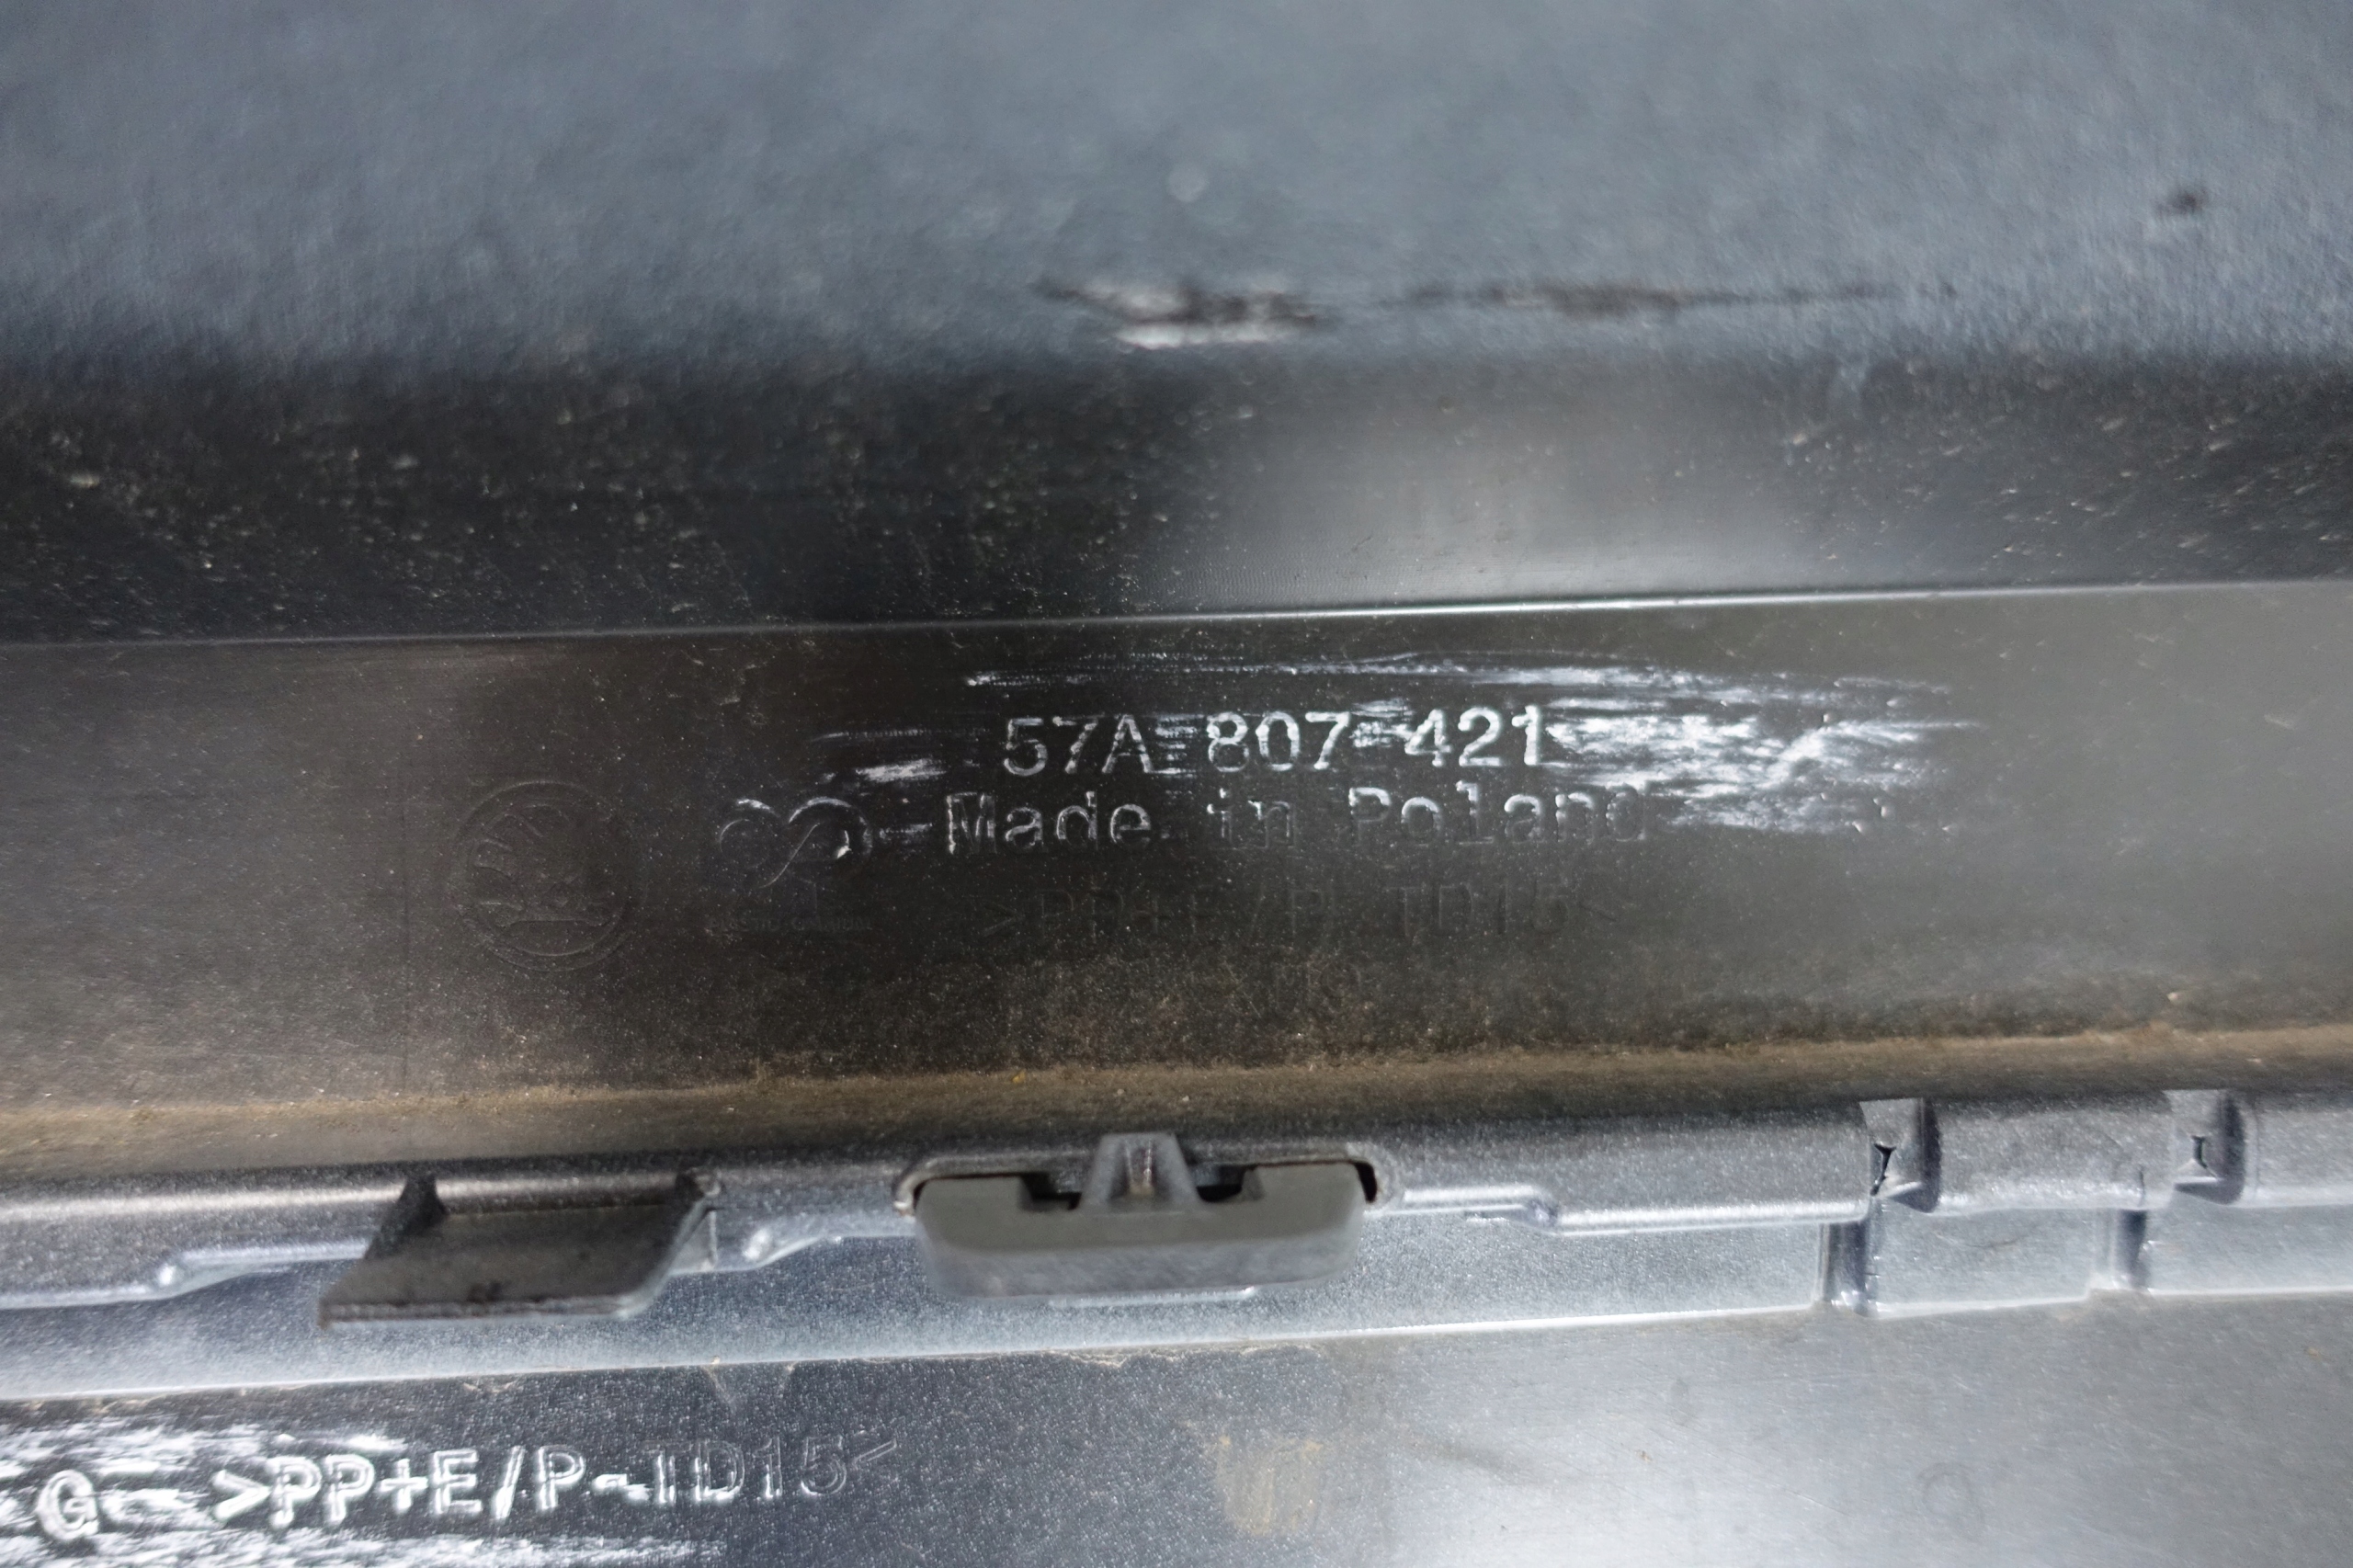 57A 807 421
Made in Poland
>PP+E/P-TD15<
G >PP+E/P-TD15<